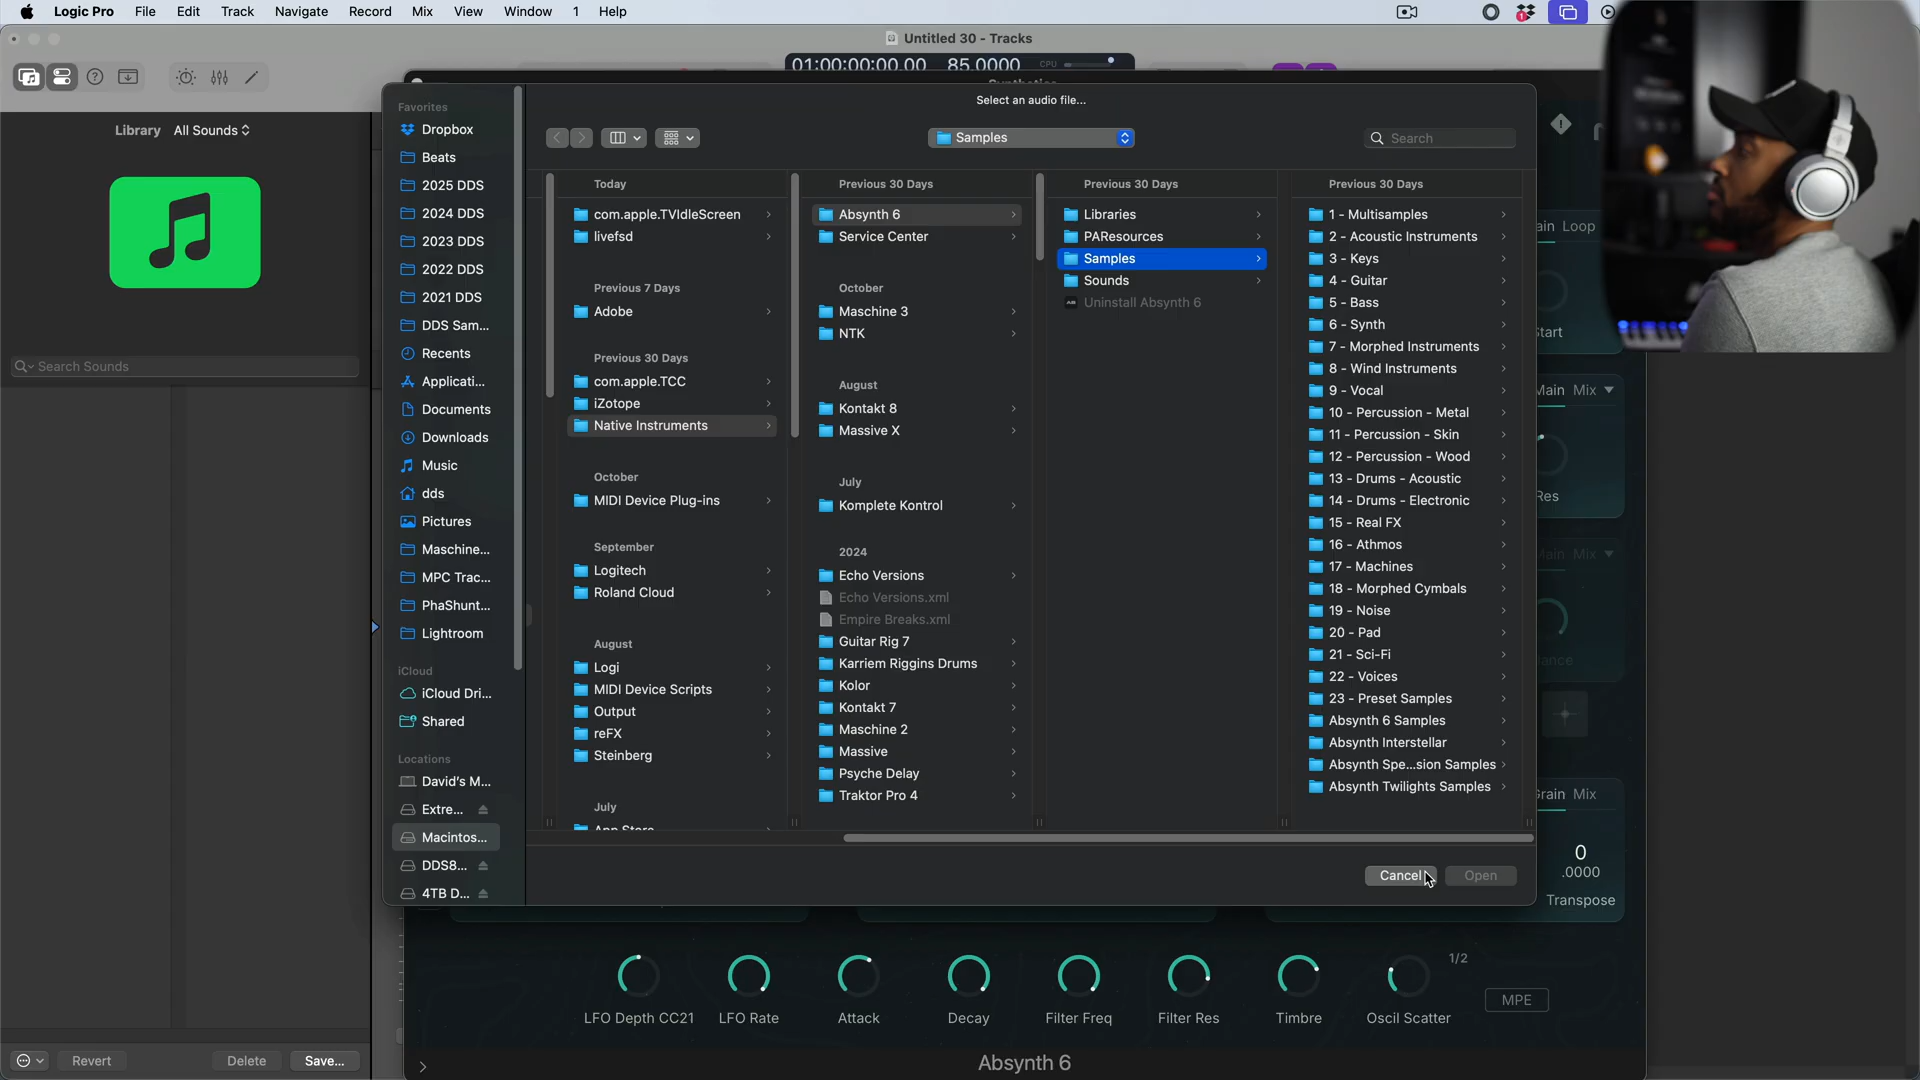 Logic Pro File Edit Track Navigate Record Mix View Window 1 Help
Untitled 30 - Tracks
01:00:00:00.00 85.0000 CPU
Library All Sounds
Search Sounds
Revert Delete Save...
Select an audio file...
Samples
Search
Favorites
Dropbox
Beats
2025 DDS
2024 DDS
2023 DDS
2022 DDS
2021 DDS
DDS Sam...
Recents
Applicati...
Documents
Downloads
Music
dds
Pictures
Maschine...
MPC Trac...
PhaShunt...
Lightroom
iCloud
iCloud Dri...
Shared
Locations
David's M...
Extre...
Macintos...
DDS8...
4TB D...
Today
com.apple.TVIdleScreen
livefsd
Previous 7 Days
Adobe
Previous 30 Days
com.apple.TCC
iZotope
Native Instruments
October
MIDI Device Plug-ins
September
Logitech
Roland Cloud
August
Logi
MIDI Device Scripts
Output
reFX
Steinberg
July
Previous 30 Days
Absynth 6
Service Center
October
Maschine 3
NTK
August
Kontakt 8
Massive X
July
Komplete Kontrol
2024
Echo Versions
Echo Versions.xml
Empire Breaks.xml
Guitar Rig 7
Karriem Riggins Drums
Kolor
Kontakt 7
Maschine 2
Massive
Psyche Delay
Traktor Pro 4
Previous 30 Days
Libraries
PAResources
Samples
Sounds
Uninstall Absynth 6
Previous 30 Days
1 - Multisamples
2 - Acoustic Instruments
3 - Keys
4 - Guitar
5 - Bass
6 - Synth
7 - Morphed Instruments
8 - Wind Instruments
9 - Vocal
10 - Percussion - Metal
11 - Percussion - Skin
12 - Percussion - Wood
13 - Drums - Acoustic
14 - Drums - Electronic
15 - Real FX
16 - Athmos
17 - Machines
18 - Morphed Cymbals
19 - Noise
20 - Pad
21 - Sci-Fi
22 - Voices
23 - Preset Samples
Absynth 6 Samples
Absynth Interstellar
Absynth Spe...sion Samples
Absynth Twilights Samples
Cancel Open
Loop
Mix
Res
Mix
Mix
0
.0000
Transpose
1/2
LFO Depth CC21 LFO Rate Attack Decay Filter Freq Filter Res Timbre Oscil Scatter
MPE
Absynth 6